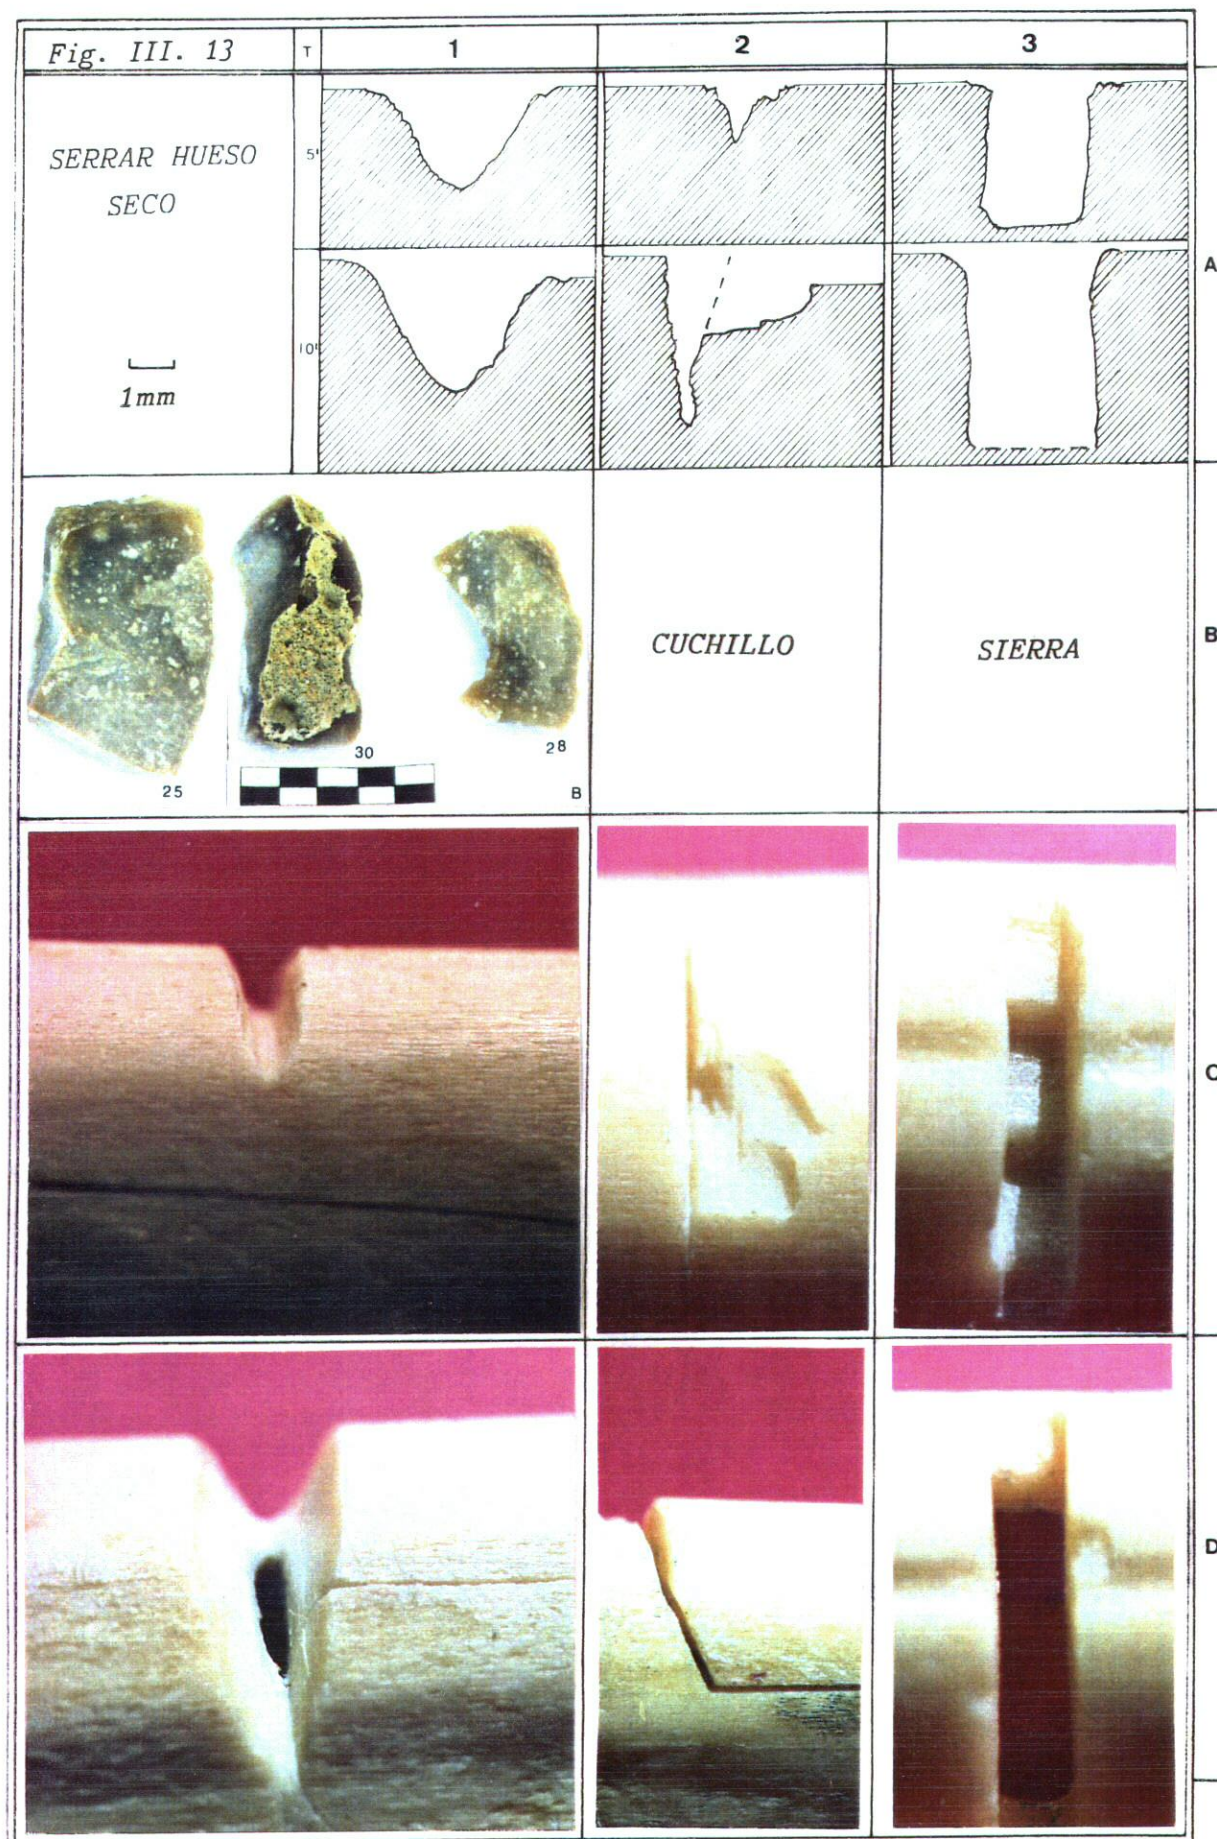 Fig. III. 13
T
1
2
3
SERRAR HUESO
SECO
5'
A
10'
1mm
CUCHILLO
SIERRA
B
25
30
28
B
C
D